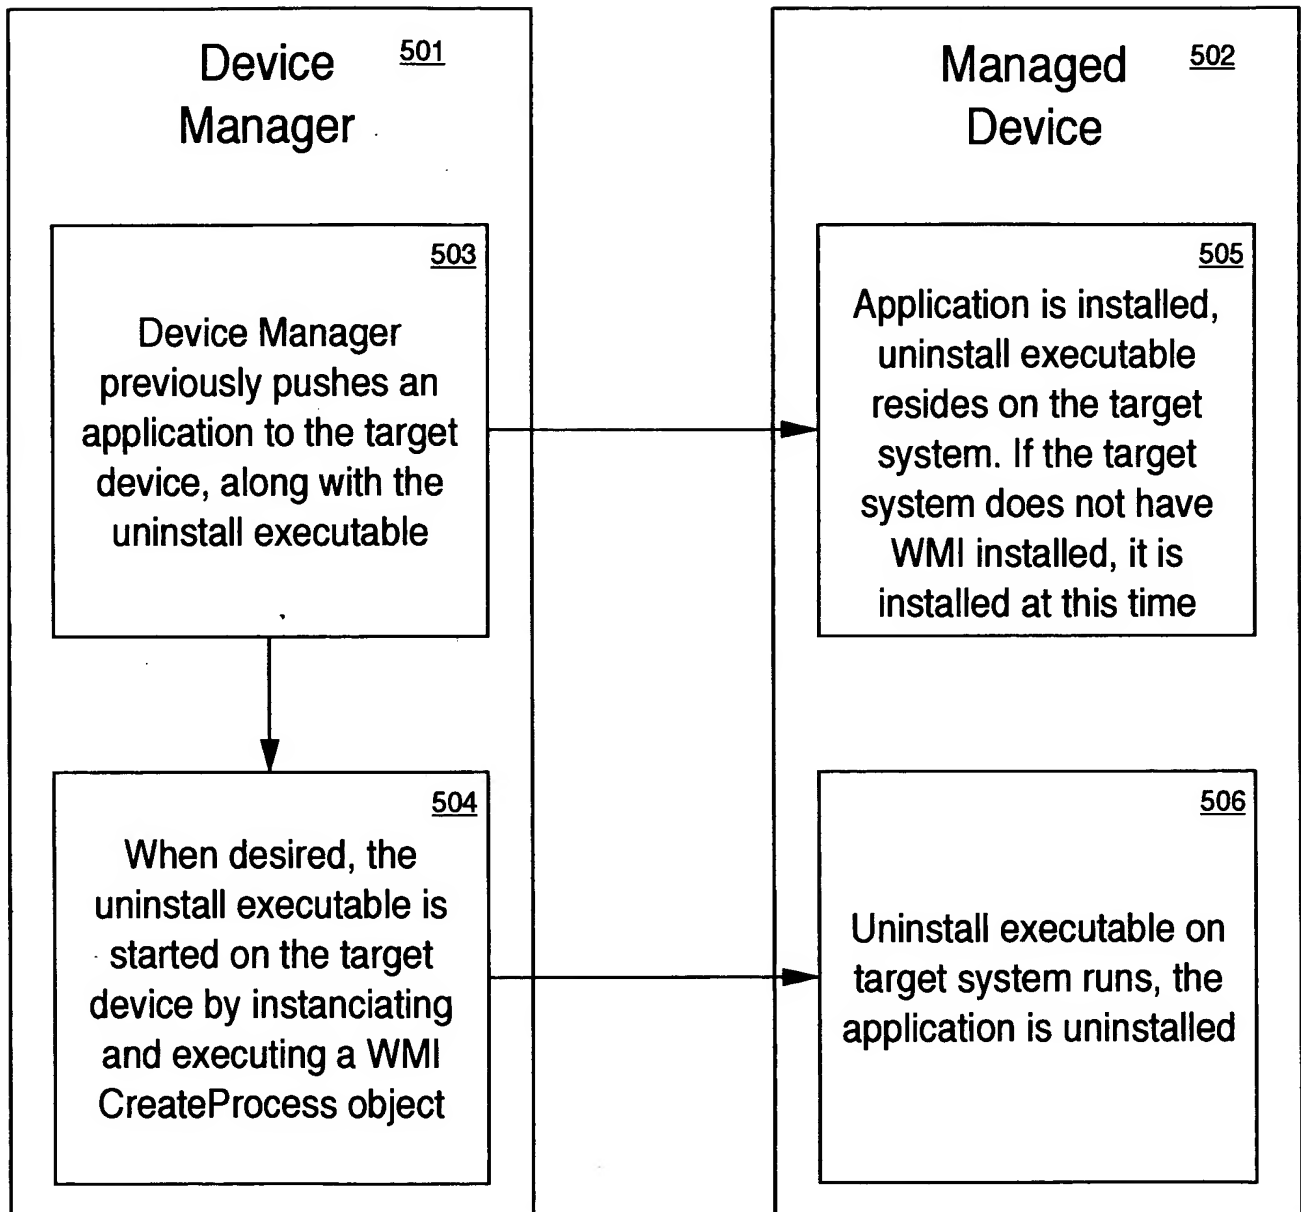 Device
Manager
501
503
Device Manager
previously pushes an
application to the target
device, along with the
uninstall executable
504
When desired, the
uninstall executable is
started on the target
device by instanciating
and executing a WMI
CreateProcess object
Managed
Device
502
505
Application is installed,
uninstall executable
resides on the target
system. If the target
system does not have
WMI installed, it is
installed at this time
506
Uninstall executable on
target system runs, the
application is uninstalled